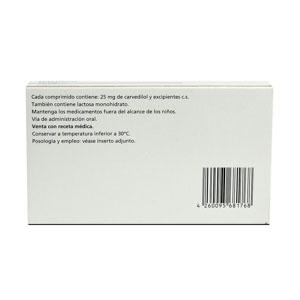 Cada comprimido contiene: 25 mg de carvedilol y excipientes c.s.
También contiene lactosa monohidrato.
Mantenga los medicamentos fuera del alcance de los niños.
Vía de administración oral.
Venta con receta médica.
Conservar a temperatura inferior a 30°C.
Posología y empleo: véase inserto adjunto.
4 260095 681768